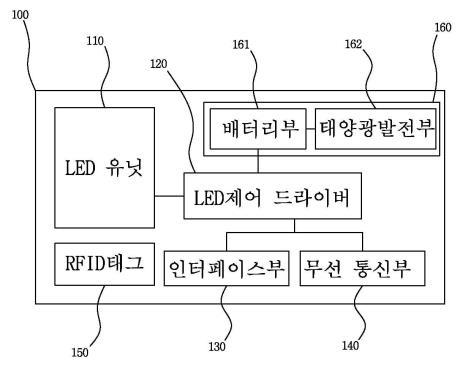 100
110
120
161
162
160
배터리부
태양광발전부
LED 유닛
LED제어 드라이버
RFID태그
인터페이스부
무선 통신부
150
130
140